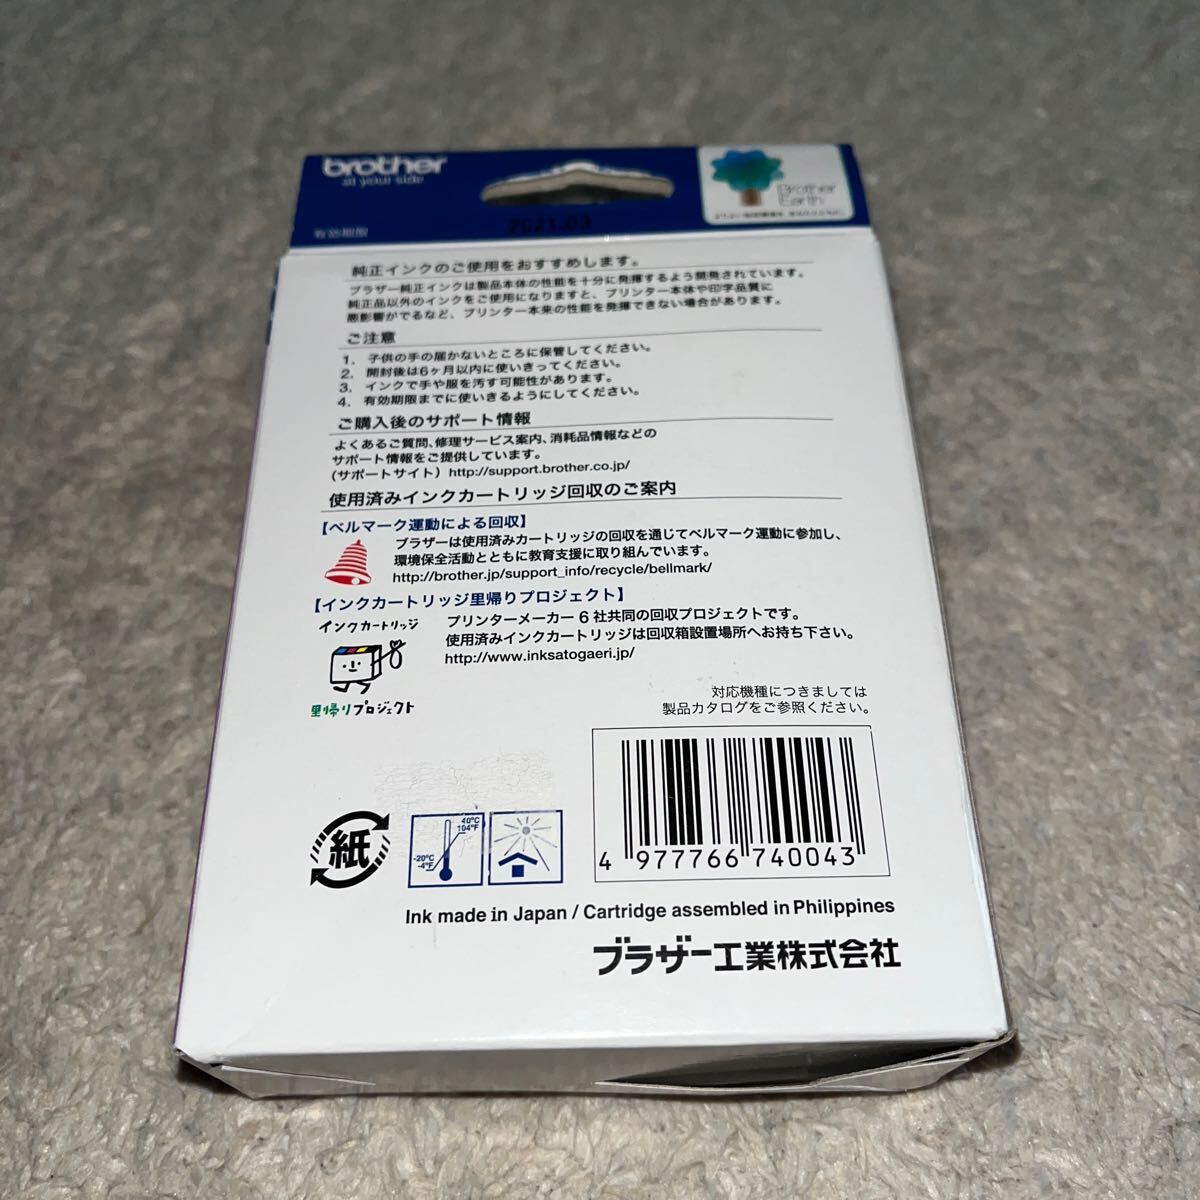 brother
at your side
2021.03
有効期限
Brother
Earth
純正インクのご使用をおすすめします。
ブラザー純正インクは製品本体の性能を十分に発揮するよう開発されています。
純正品以外のインクをご使用になりますと、プリンター本体や印字品質に
悪影響がでるなど、プリンター本来の性能を発揮できない場合があります。
ご注意
1. 子供の手の届かないところに保管してください。
2. 開封後は6ヶ月以内に使いきってください。
3. インクで手や服を汚す可能性があります。
4. 有効期限までに使いきるようにしてください。
ご購入後のサポート情報
よくあるご質問、修理サービス案内、消耗品情報などの
サポート情報をご提供しています。
（サポートサイト）http://support.brother.co.jp/
使用済みインクカートリッジ回収のご案内
【ベルマーク運動による回収】
ブラザーは使用済みカートリッジの回収を通じてベルマーク運動に参加し、
環境保全活動とともに教育支援に取り組んでいます。
http://brother.jp/support_info/recycle/bellmark/
【インクカートリッジ里帰りプロジェクト】
インクカートリッジ
里帰りプロジェクト
プリンターメーカー 6 社共同の回収プロジェクトです。
使用済みインクカートリッジは回収箱設置場所へお持ち下さい。
http://www.inksatogaeri.jp/
対応機種につきましては
製品カタログをご参照ください。
紙
40°C
104°F
-20°C
-4°F
4 977766 740043
Ink made in Japan / Cartridge assembled in Philippines
ブラザー工業株式会社